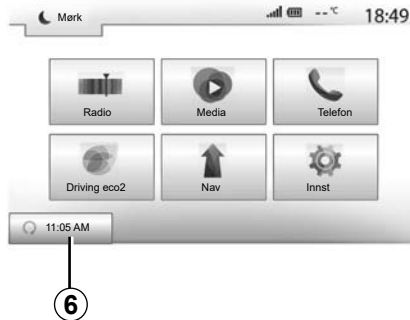 Mørk
--°C 18:49
Radio Media Telefon
Driving eco2 Nav Innst
11:05 AM
6